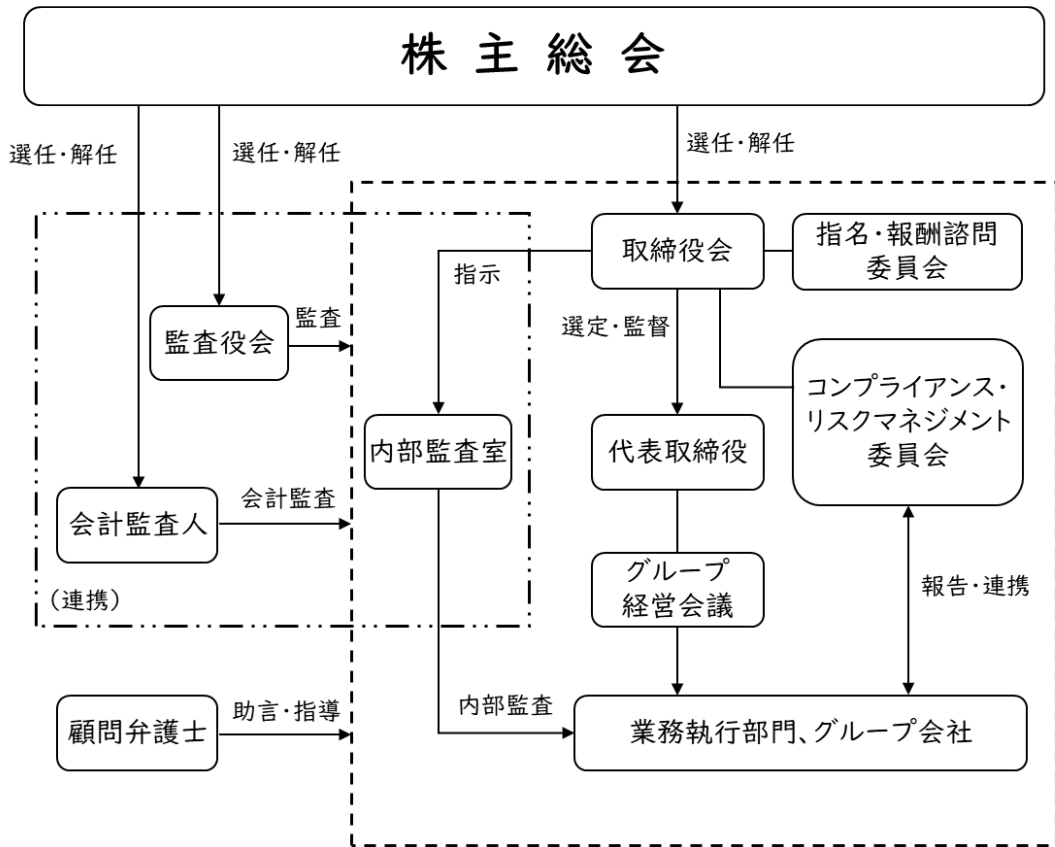 株主総会
選任・解任
選任・解任
選任・解任
取締役会
指名・報酬諮問
委員会
指示
監査役会
監査
選定・監督
コンプライアンス・
リスクマネジメント
委員会
内部監査室
代表取締役
会計監査人
会計監査
グループ
経営会議
報告・連携
(連携)
顧問弁護士
助言・指導
内部監査
業務執行部門、グループ会社